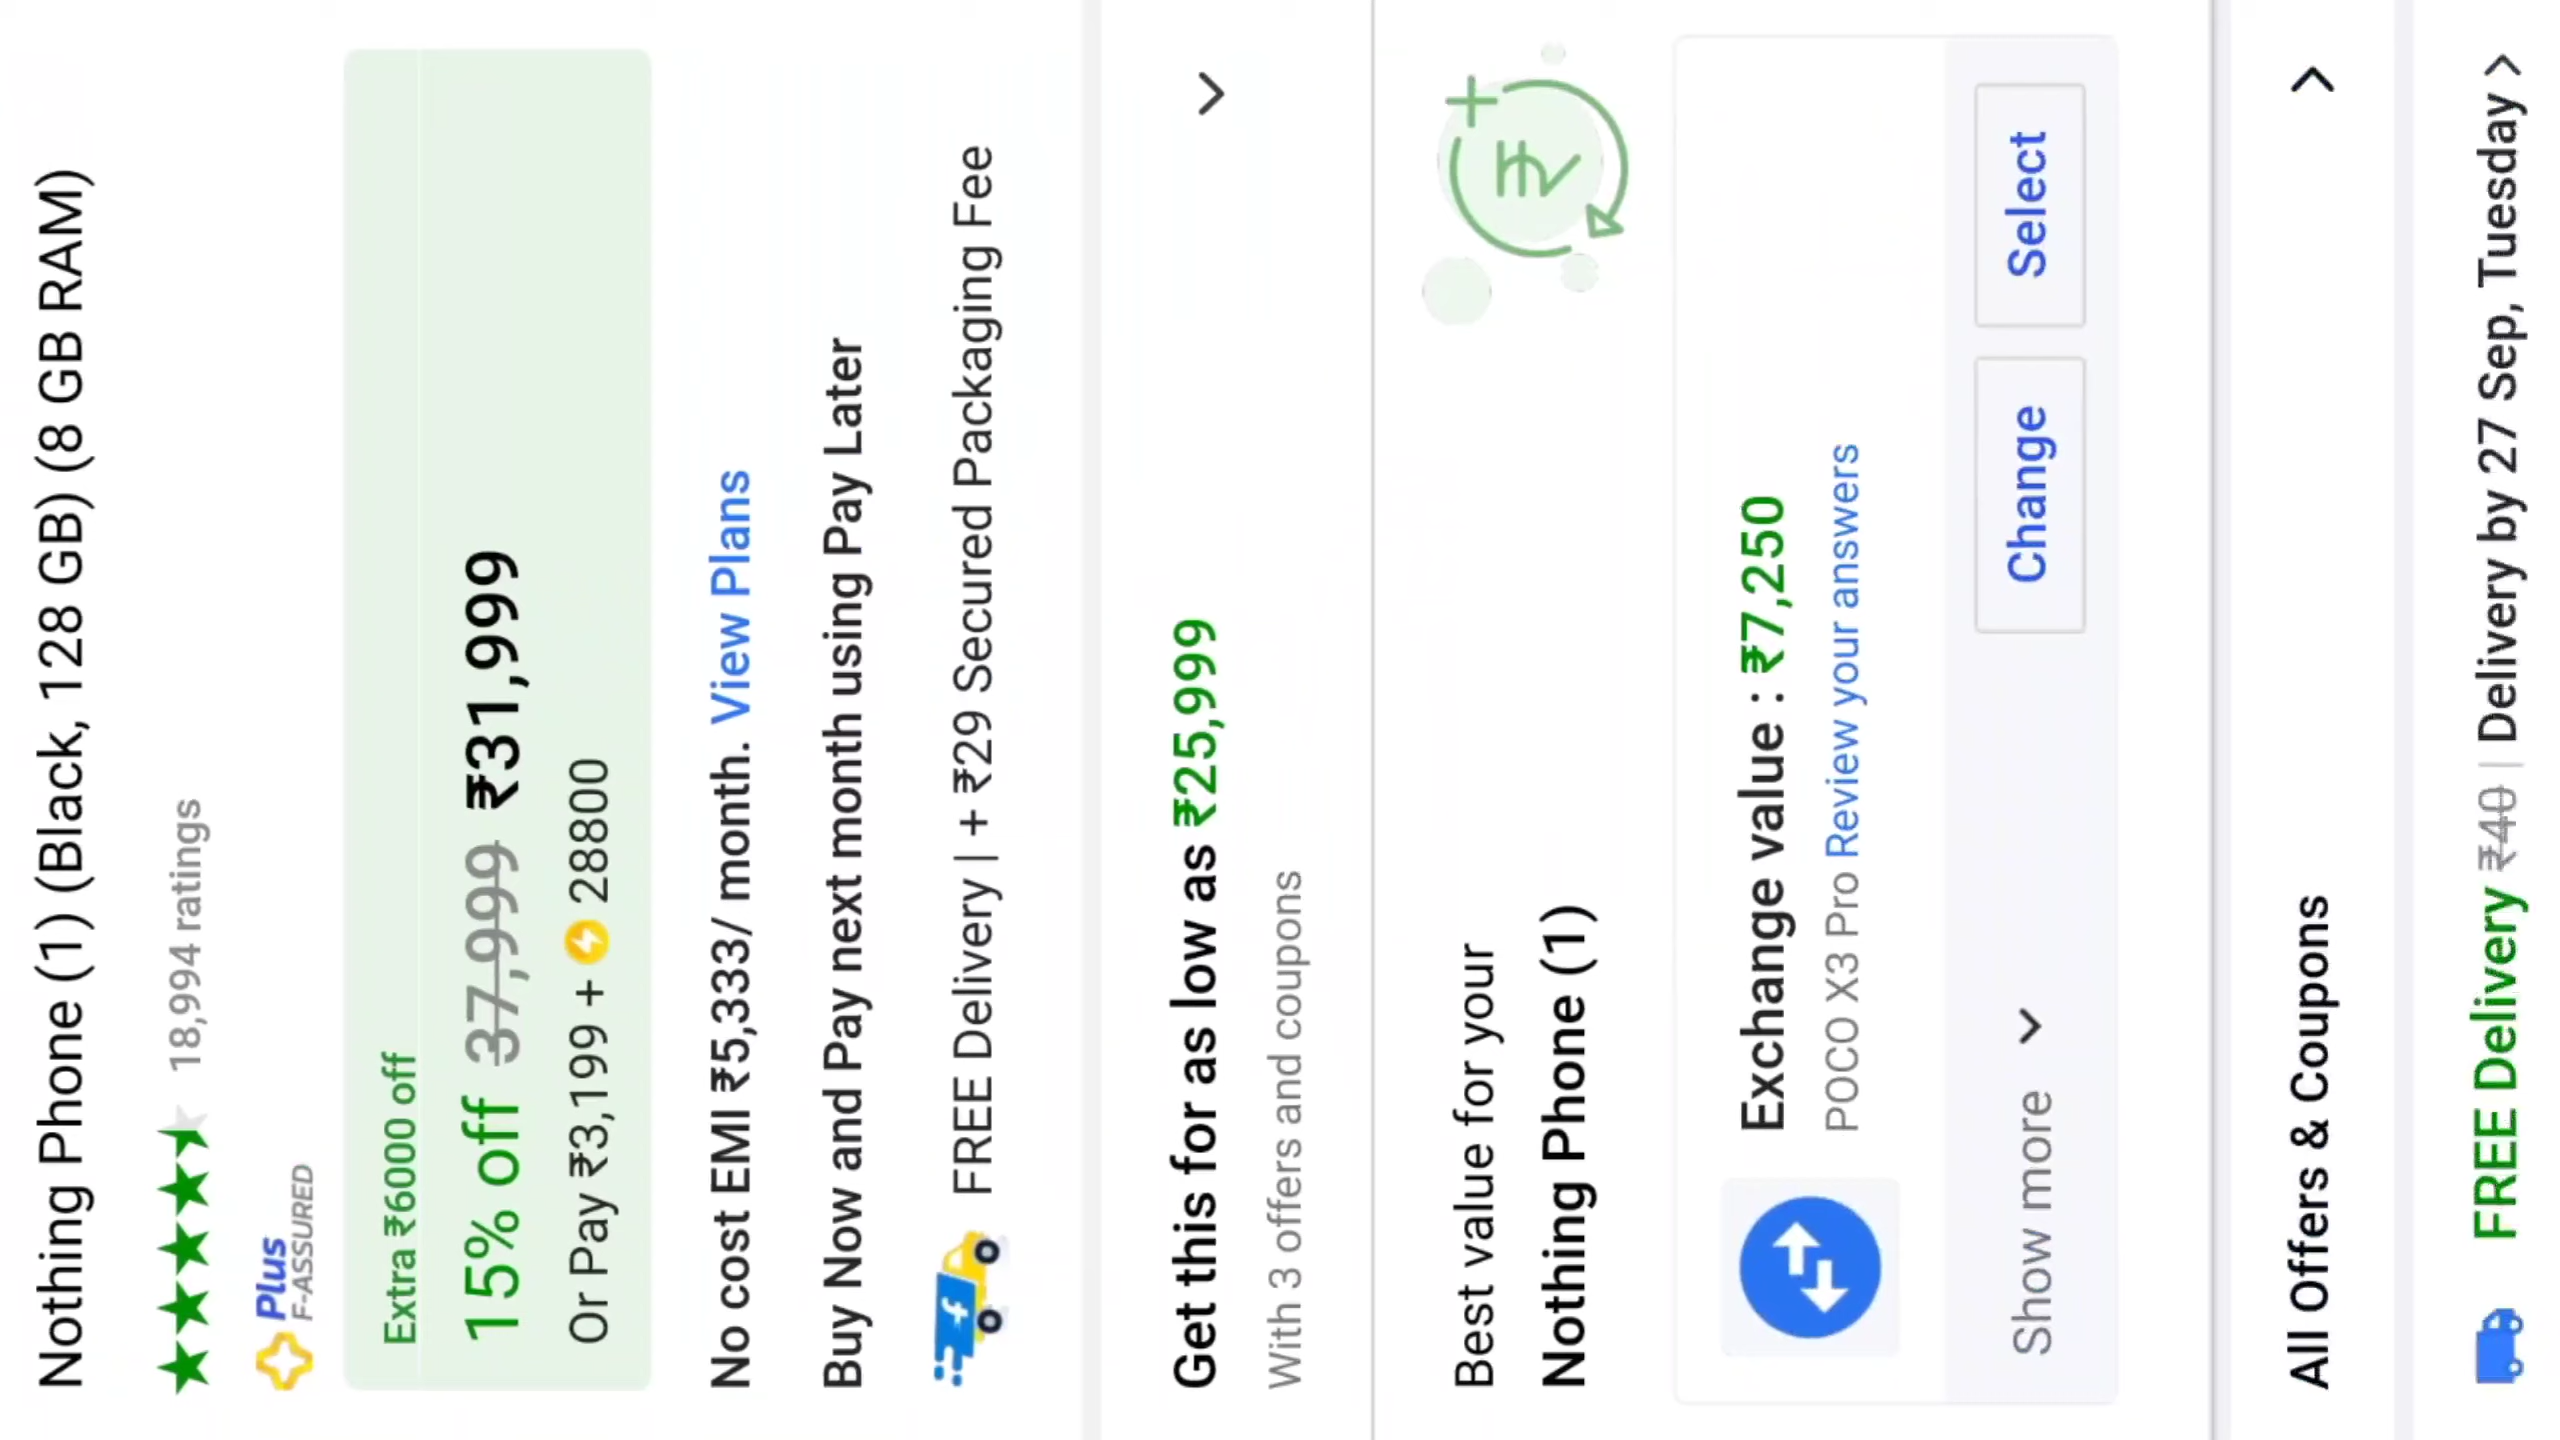 Nothing Phone (1) (Black, 128 GB) (8 GB RAM)
18,994 ratings
Plus
F-ASSURED
Extra ₹6000 off
15% off 37,999 ₹31,999
Or Pay ₹3,199 + 28800
No cost EMI ₹5,333/ month. View Plans
Buy Now and Pay next month using Pay Later
f FREE Delivery | + ₹29 Secured Packaging Fee
Get this for as low as ₹25,999
With 3 offers and coupons
Best value for your
Nothing Phone (1)
₹
Exchange value : ₹7,250
POCO X3 Pro Review your answers
Show more Change Select
All Offers & Coupons
FREE Delivery ₹40 | Delivery by 27 Sep, Tuesday